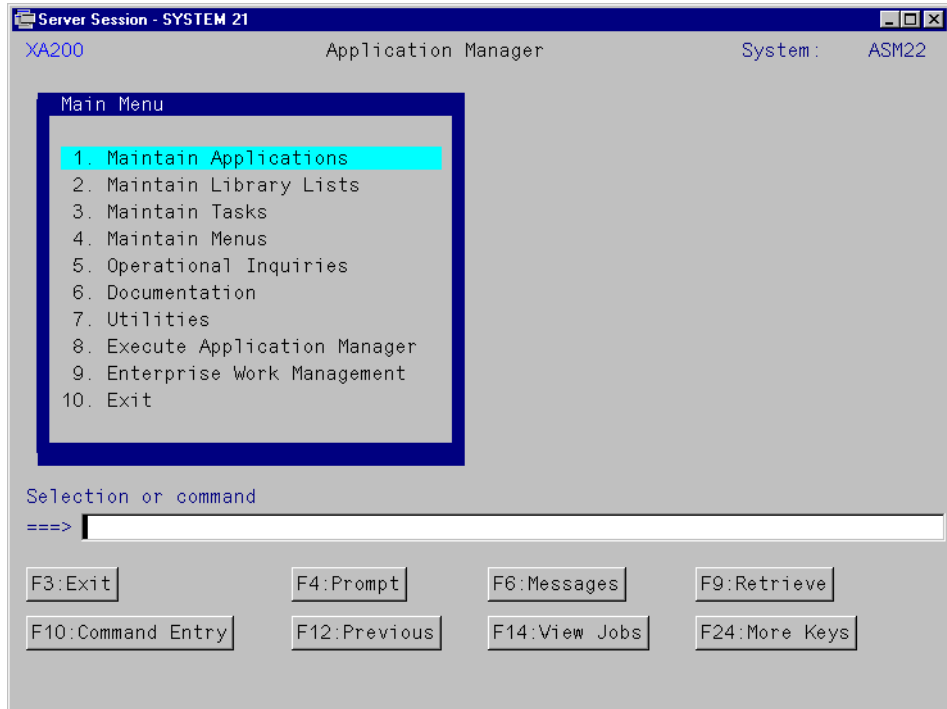 Server Session - SYSTEM 21
XA200 Application Manager System: ASM22
Main Menu
1. Maintain Applications
2. Maintain Library Lists
3. Maintain Tasks
4. Maintain Menus
5. Operational Inquiries
6. Documentation
7. Utilities
8. Execute Application Manager
9. Enterprise Work Management
10. Exit
Selection or command
===>
F3:Exit F4:Prompt F6:Messages F9:Retrieve
F10:Command Entry F12:Previous F14:View Jobs F24:More Keys